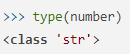 >>> type(number)
<class 'str'>